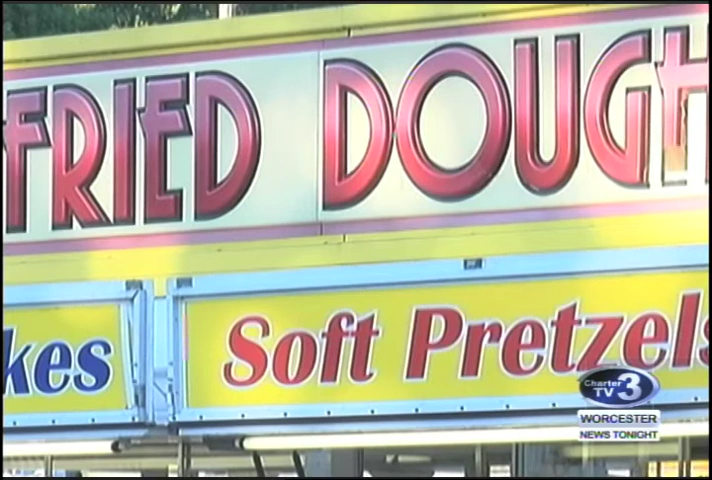 FRIED DOUGH
kes Soft Pretzels
Charter
TV 3
WORCESTER
NEWS TONIGHT